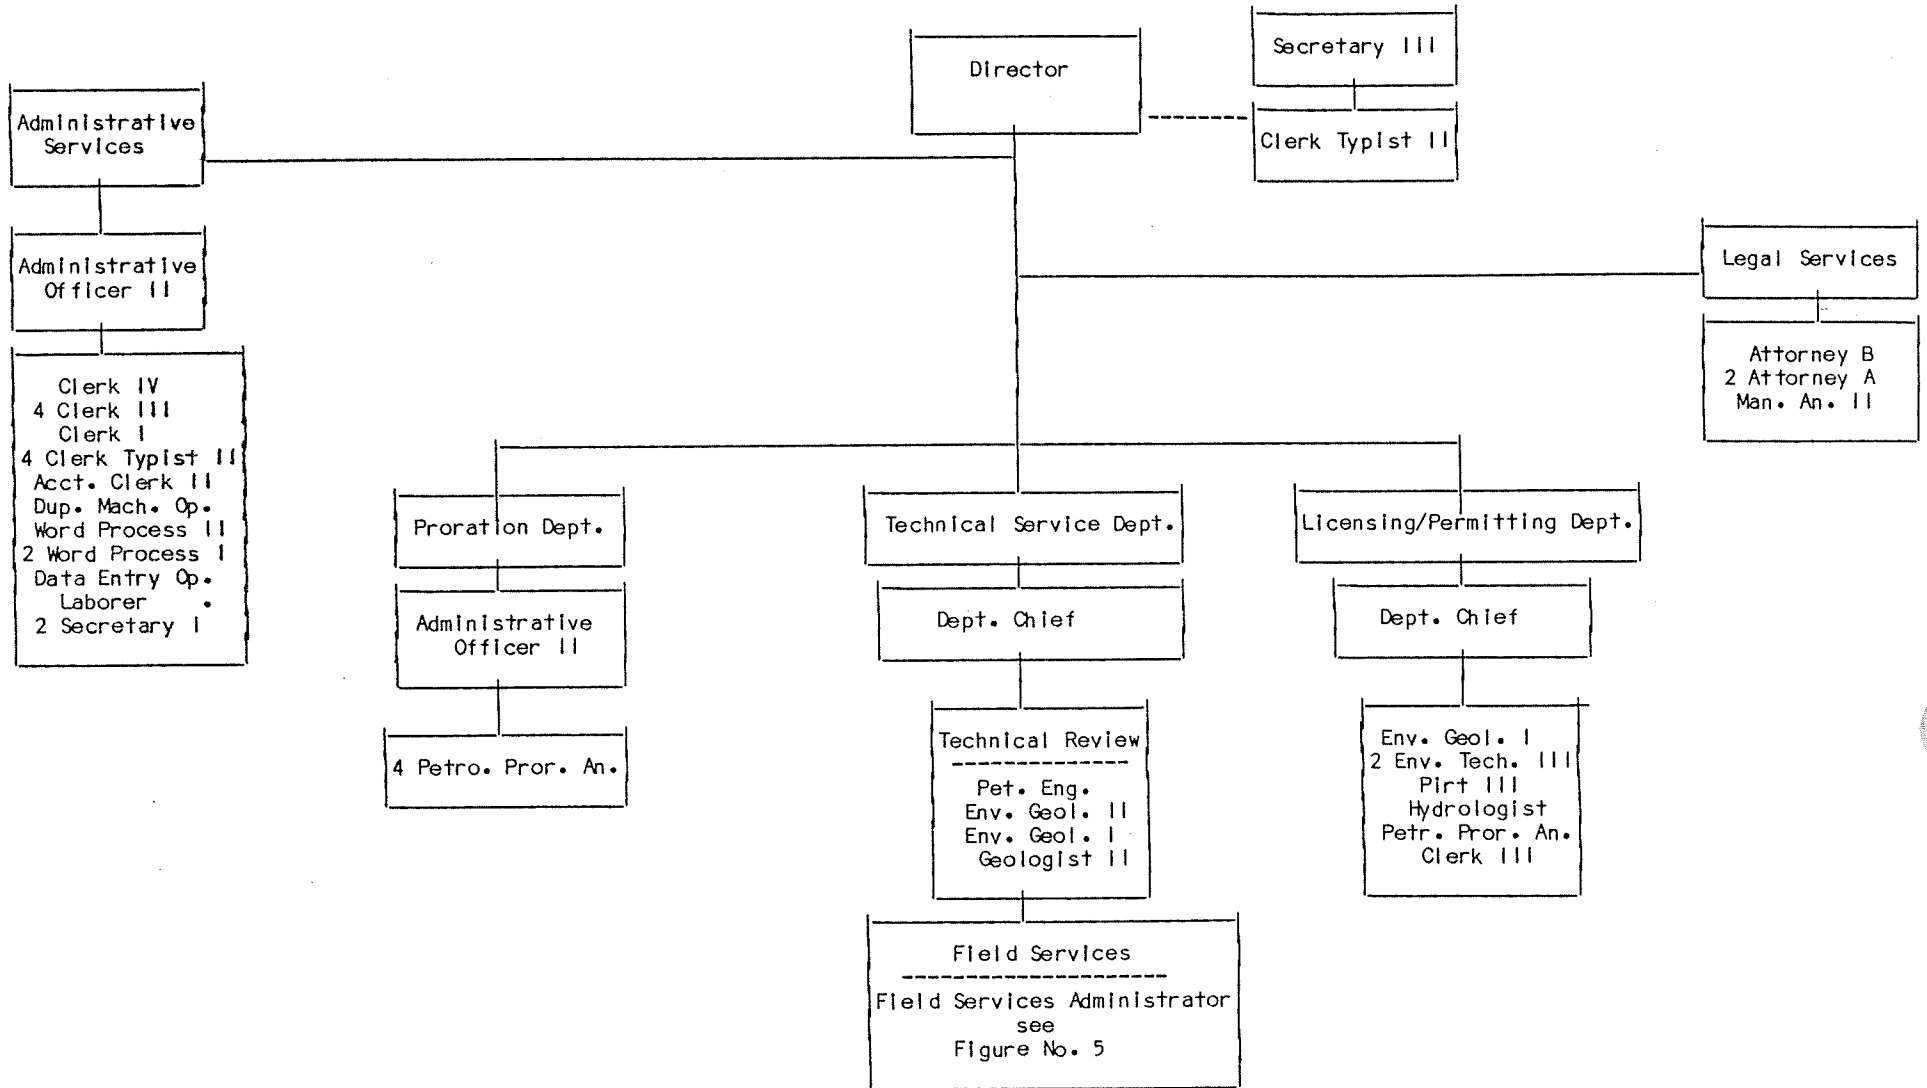 Director
Secretary III
Clerk Typist II
Administrative
Services
Administrative
Officer II
Clerk IV
4 Clerk III
Clerk I
4 Clerk Typist II
Acct. Clerk II
Dup. Mach. Op.
Word Process II
2 Word Process I
Data Entry Op.
Laborer .
2 Secretary I
Legal Services
Attorney B
2 Attorney A
Man. An. II
Proration Dept.
Administrative
Officer II
4 Petro. Pror. An.
Technical Service Dept.
Dept. Chief
Technical Review
Pet. Eng.
Env. Geol. II
Env. Geol. I
Geologist II
Field Services
Field Services Administrator
see
Figure No. 5
Licensing/Permitting Dept.
Dept. Chief
Env. Geol. I
2 Env. Tech. III
Pirt III
Hydrologist
Petr. Pror. An.
Clerk III